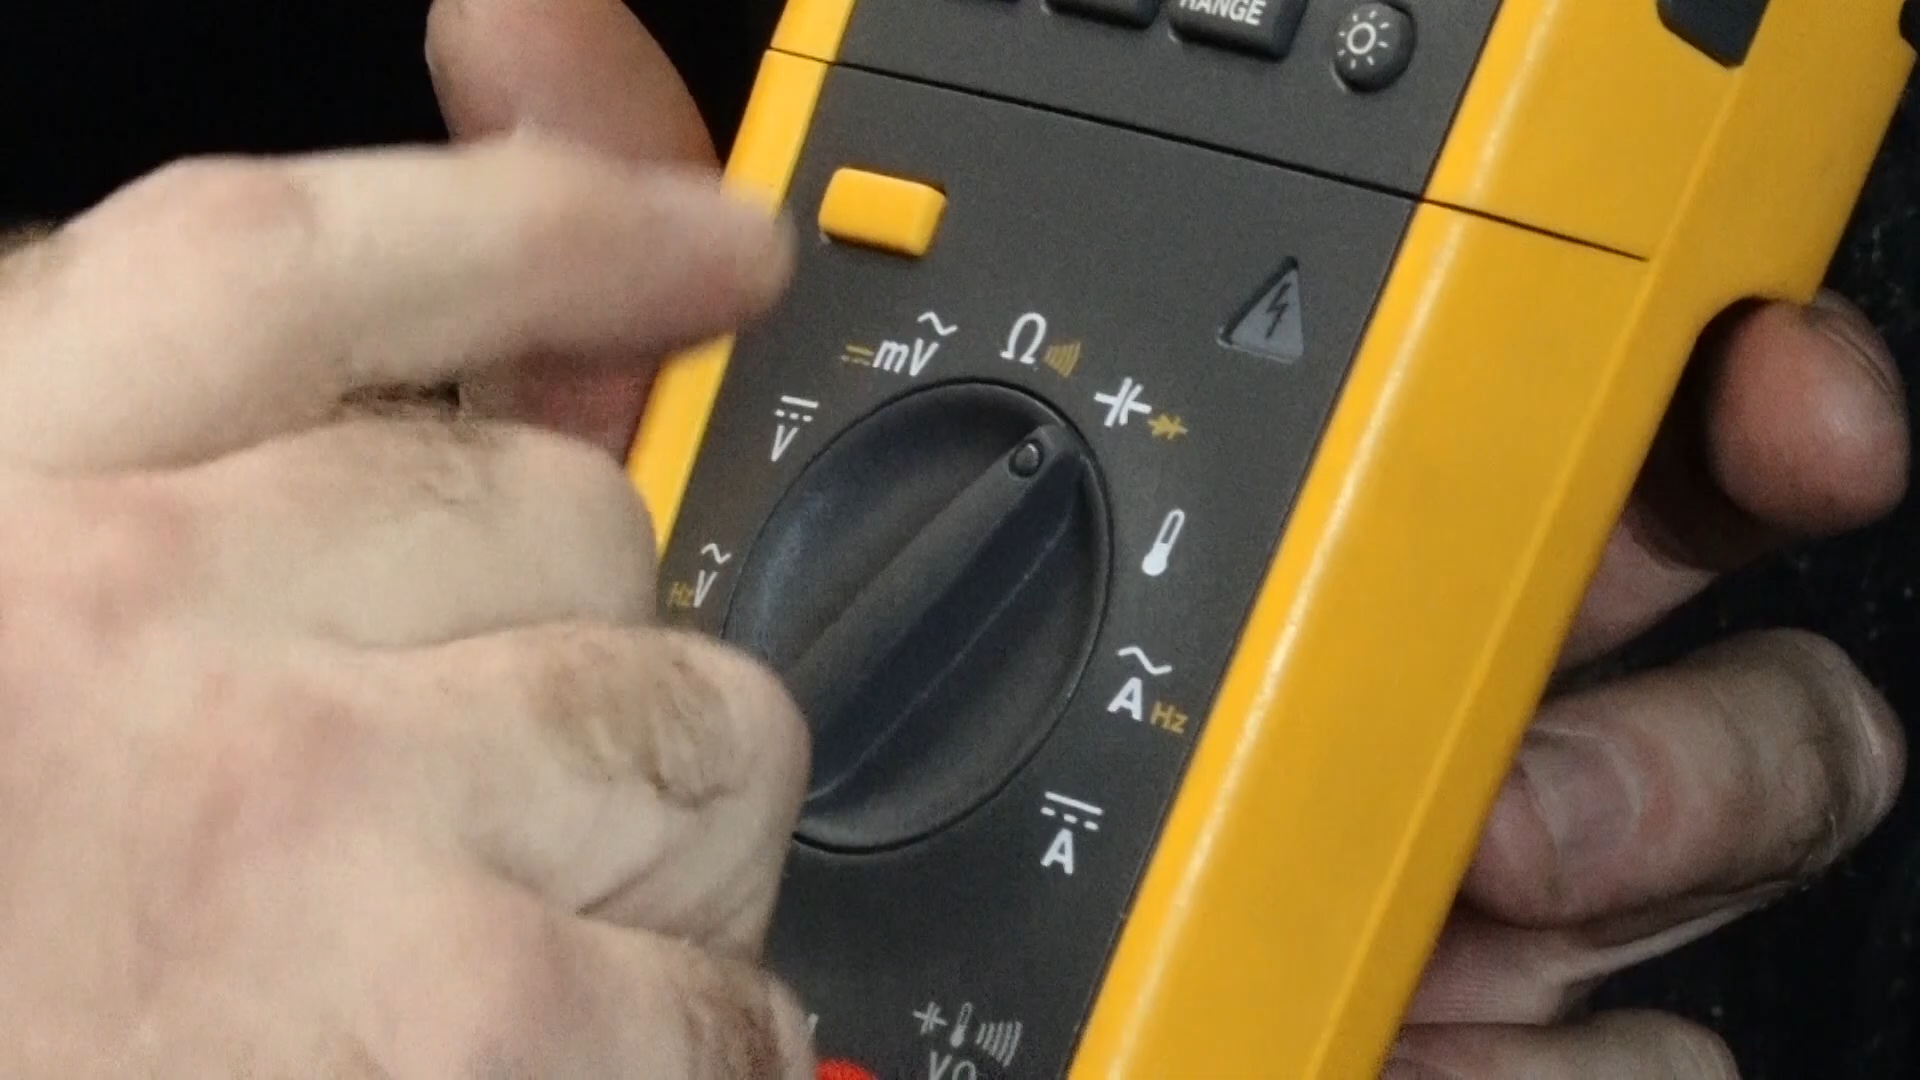 RANGE
mV Ω
V
Hz V
A Hz
A
VΩ